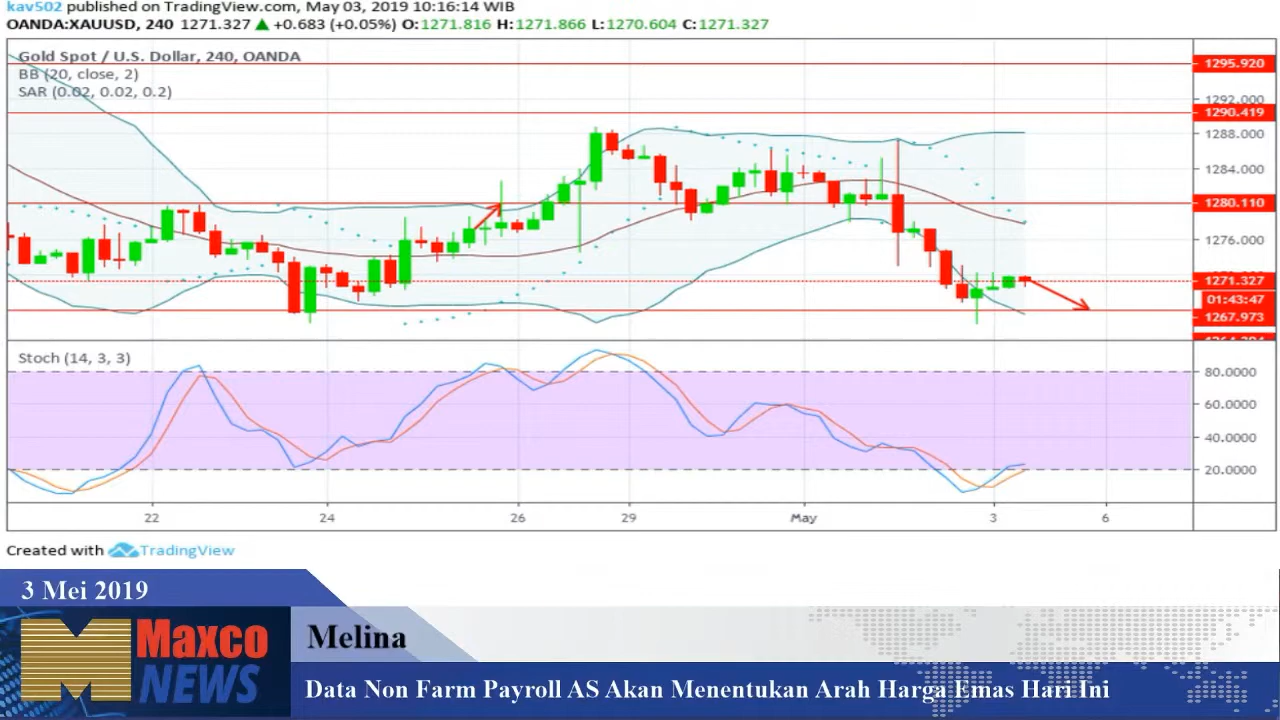 kav502 published on TradingView.com, May 03, 2019 10:16:14 WIB
OANDA:XAUUSD, 240 1271.327 ▲ +0.683 (+0.05%) O:1271.816 H:1271.866 L:1270.604 C:1271.327
Gold Spot / U.S. Dollar, 240, OANDA
BB (20, close, 2)
SAR (0.02, 0.02, 0.2)
1295.920
1292.000
1290.419
1288.000
1284.000
1280.110
1276.000
1271.327
01:43:47
1267.973
Stoch (14, 3, 3)
80.0000
60.0000
40.0000
20.0000
22 24 26 29 May 3 6
Created with TradingView
3 Mei 2019
Maxco
NEWS
Melina
Data Non Farm Payroll AS Akan Menentukan Arah Harga Emas Hari Ini